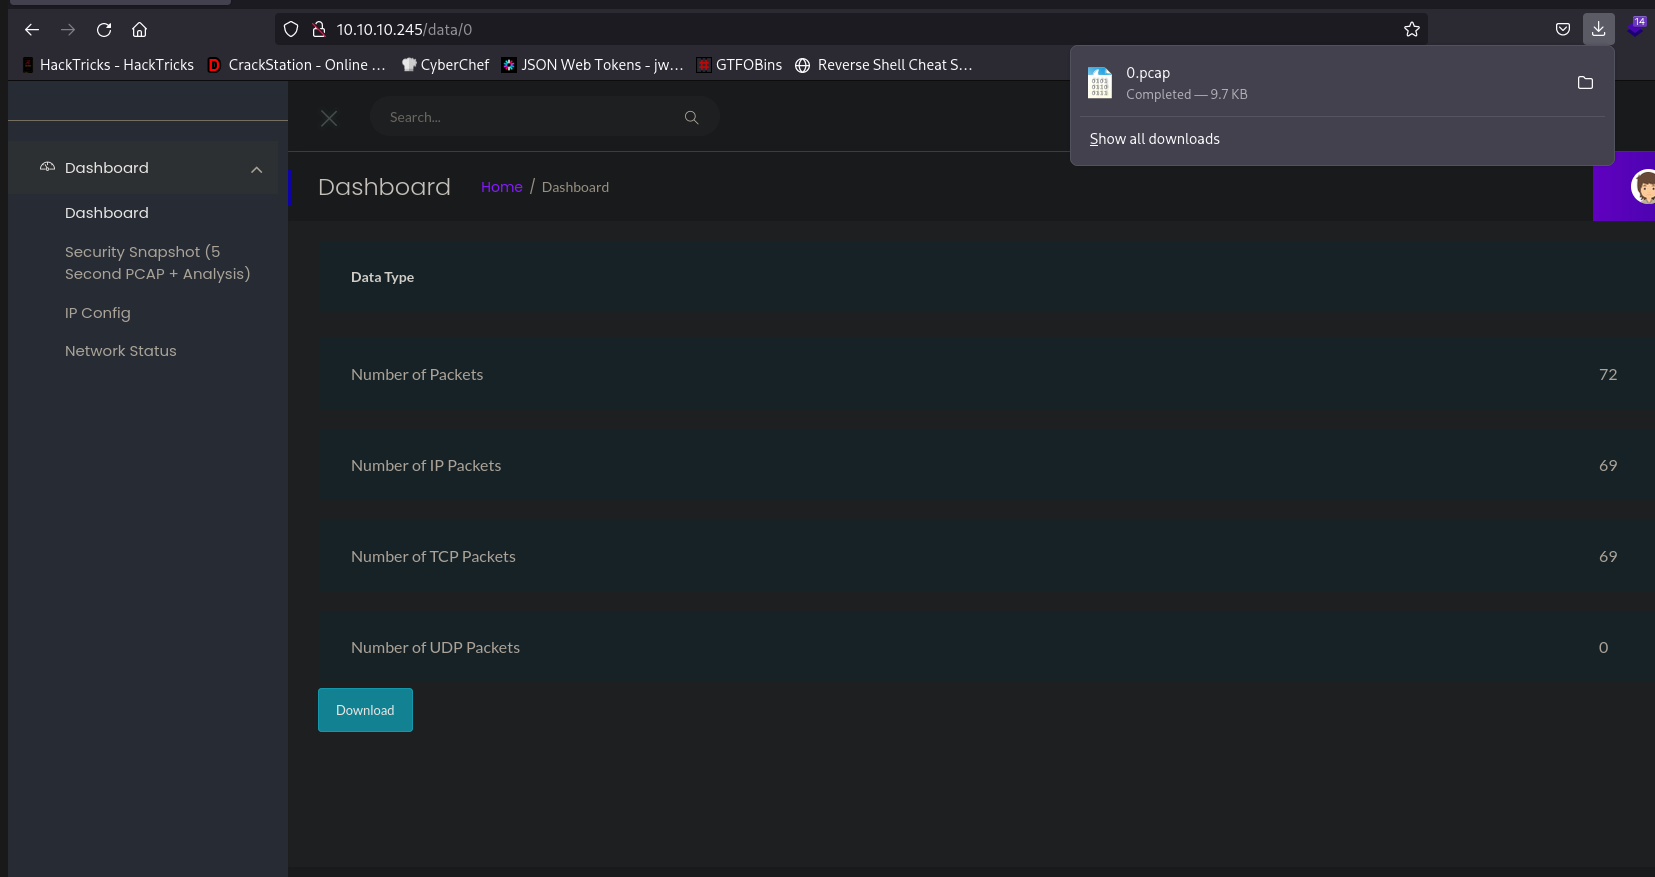 10.10.10.245/data/0
14
HackTricks - HackTricks
CrackStation - Online ...
CyberChef
JSON Web Tokens - jw...
GTFOBins
Reverse Shell Cheat S...
0.pcap
Completed — 9.7 KB
Show all downloads
Search...
Dashboard
Dashboard
Security Snapshot (5
Second PCAP + Analysis)
IP Config
Network Status
Dashboard
Home / Dashboard
Data Type
Number of Packets 72
Number of IP Packets 69
Number of TCP Packets 69
Number of UDP Packets 0
Download